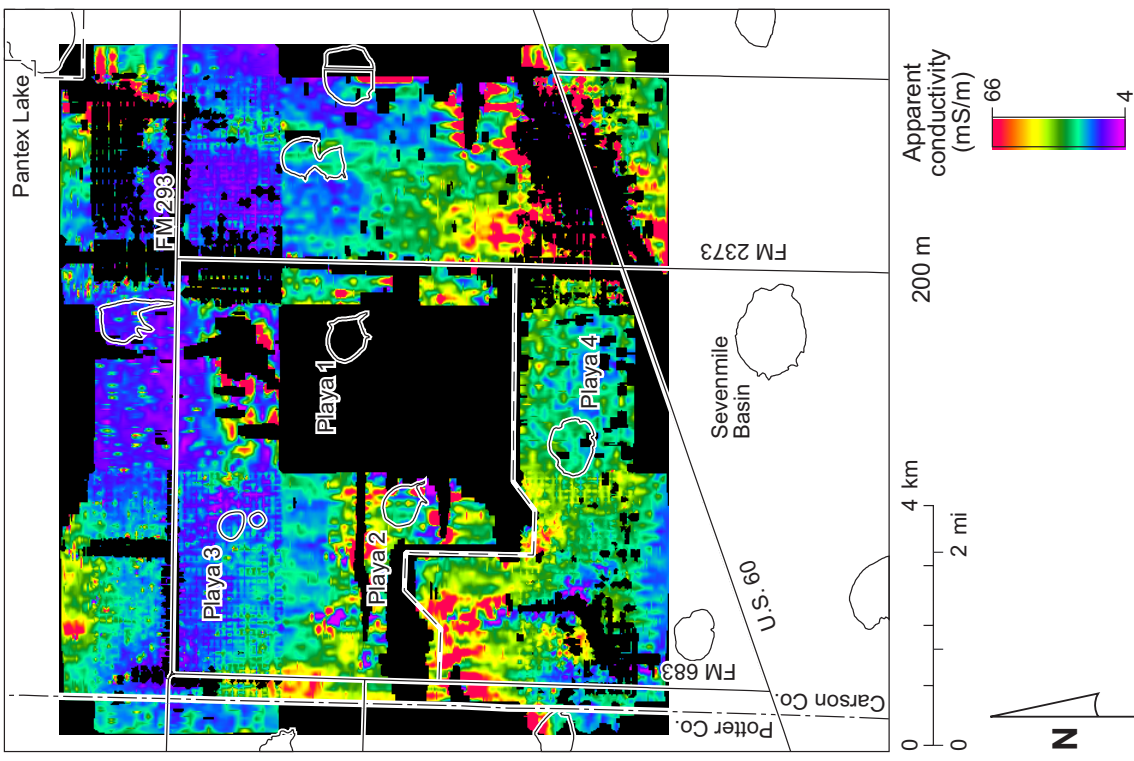 Pantex Lake
FM 293
Playa 3
Playa 1
Playa 2
FM 2373
Playa 4
Sevenmile
Basin
U.S. 60
FM 683
Carson Co.
Potter Co.
Apparent
conductivity
(mS/m)
66
4
200 m
0
4 km
0
2 mi
N